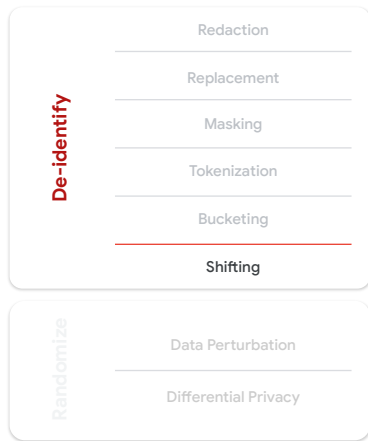 De-identify
Redaction
Replacement
Masking
Tokenization
Bucketing
Shifting
Randomize
Data Perturbation
Differential Privacy